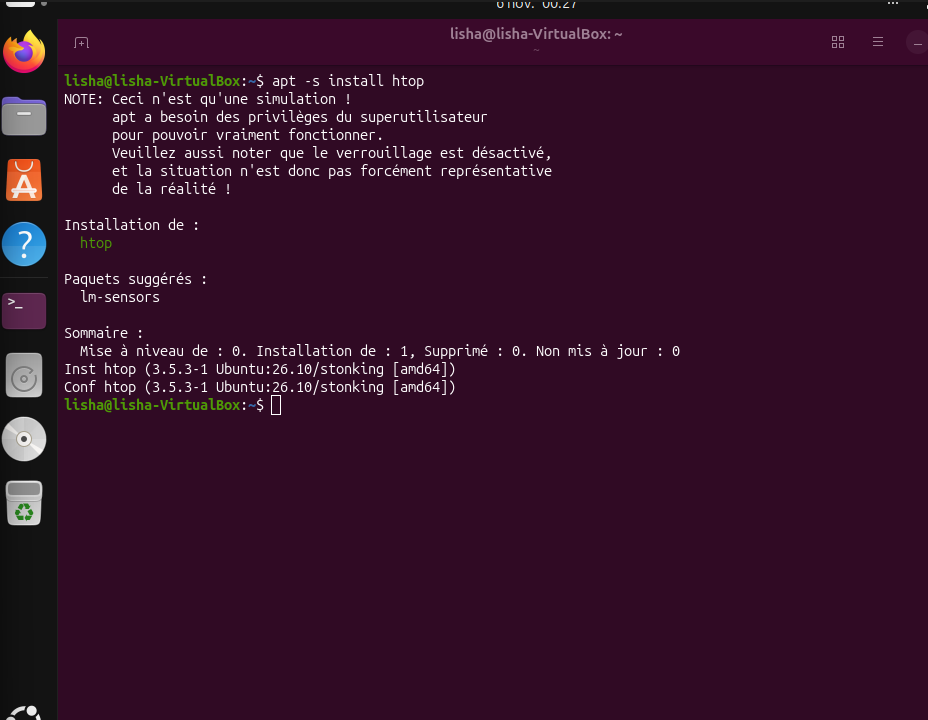 6 nov. 00:27
lisha@lisha-VirtualBox: ~
~
lisha@lisha-VirtualBox:~$ apt -s install htop
NOTE: Ceci n'est qu'une simulation !
      apt a besoin des privilèges du superutilisateur
      pour pouvoir vraiment fonctionner.
      Veuillez aussi noter que le verrouillage est désactivé,
      et la situation n'est donc pas forcément représentative
      de la réalité !
Installation de :
  htop
Paquets suggérés :
  lm-sensors
Sommaire :
  Mise à niveau de : 0. Installation de : 1, Supprimé : 0. Non mis à jour : 0
Inst htop (3.5.3-1 Ubuntu:26.10/stonking [amd64])
Conf htop (3.5.3-1 Ubuntu:26.10/stonking [amd64])
lisha@lisha-VirtualBox:~$